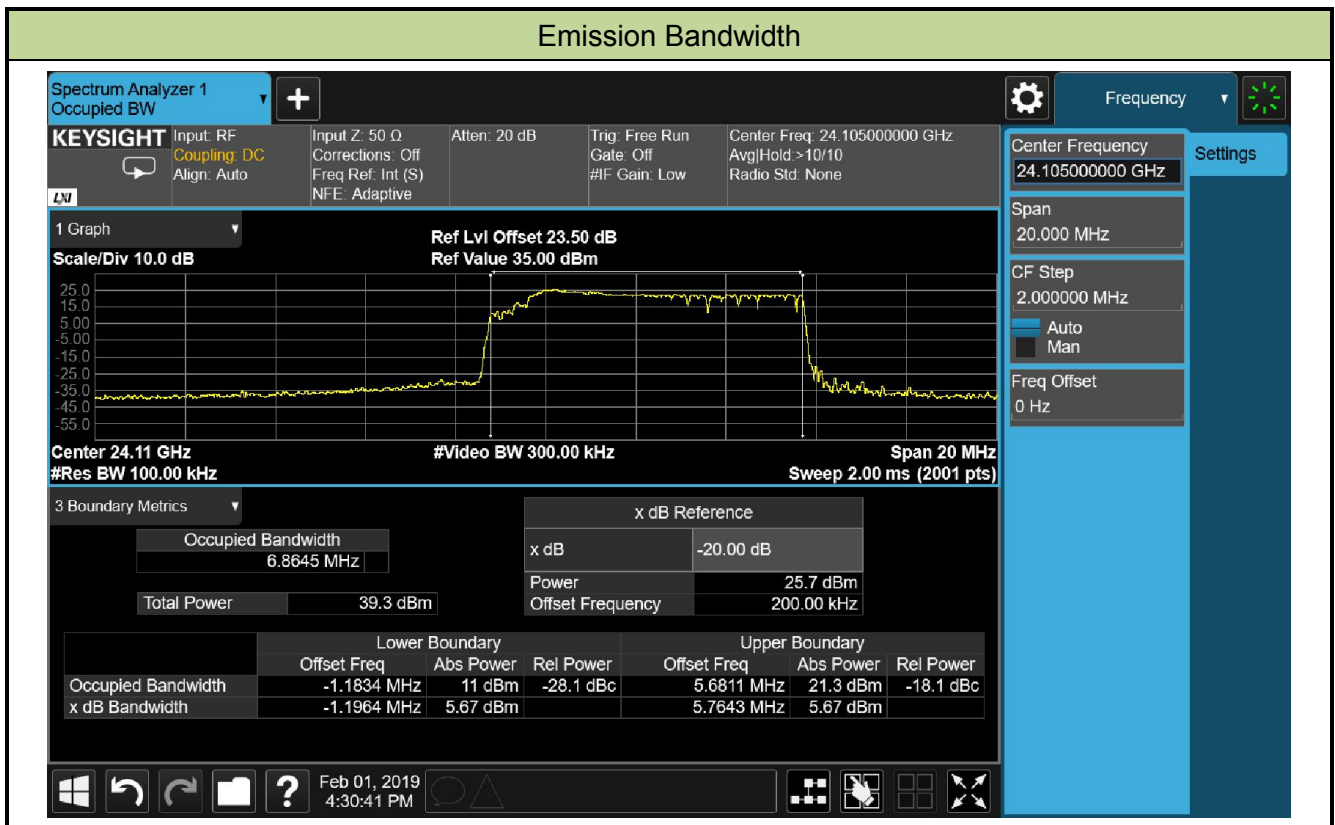 Emission Bandwidth
Spectrum Analyzer 1
Occupied BW
Frequency
KEYSIGHT
LXI
Input: RF
Coupling: DC
Align: Auto
Input Z: 50 Ω
Corrections: Off
Freq Ref: Int (S)
NFE: Adaptive
Atten: 20 dB
Trig: Free Run
Gate: Off
#IF Gain: Low
Center Freq: 24.105000000 GHz
Avg|Hold:>10/10
Radio Std: None
Center Frequency
24.105000000 GHz
Settings
Span
20.000 MHz
CF Step
2.000000 MHz
Auto
Man
Freq Offset
0 Hz
1 Graph
Scale/Div 10.0 dB
Ref Lvl Offset 23.50 dB
Ref Value 35.00 dBm
25.0
15.0
5.00
-5.00
-15.0
-25.0
-35.0
-45.0
-55.0
Center 24.11 GHz
#Video BW 300.00 kHz
Span 20 MHz
#Res BW 100.00 kHz
Sweep 2.00 ms (2001 pts)
3 Boundary Metrics
Occupied Bandwidth
6.8645 MHz
Total Power 39.3 dBm
x dB Reference
x dB -20.00 dB
Power 25.7 dBm
Offset Frequency 200.00 kHz
Lower Boundary Upper Boundary
Offset Freq Abs Power Rel Power Offset Freq Abs Power Rel Power
Occupied Bandwidth -1.1834 MHz 11 dBm -28.1 dBc 5.6811 MHz 21.3 dBm -18.1 dBc
x dB Bandwidth -1.1964 MHz 5.67 dBm 5.7643 MHz 5.67 dBm
?
Feb 01, 2019
4:30:41 PM